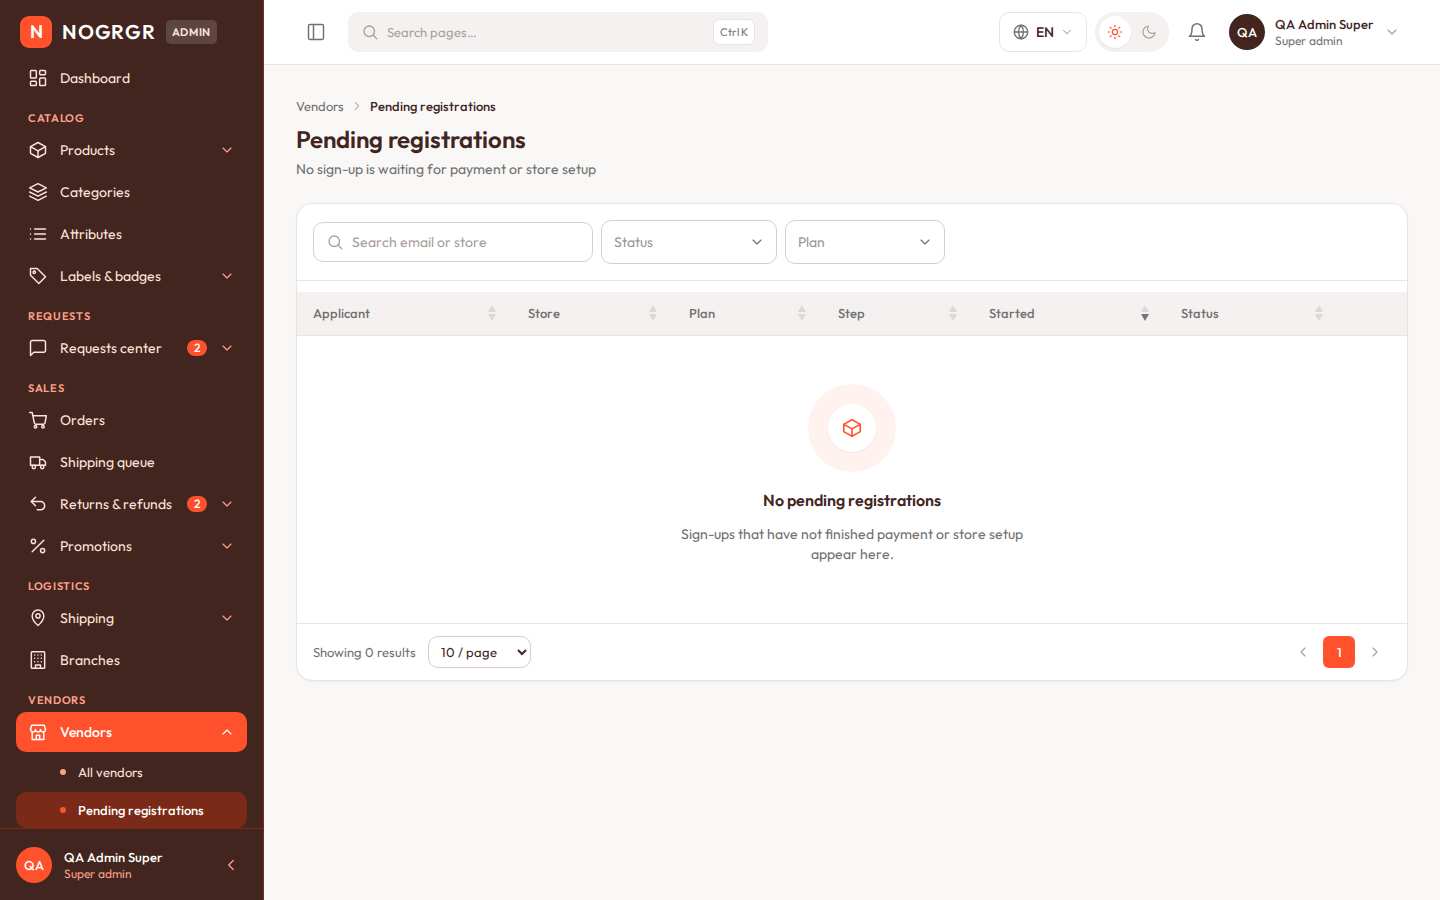 N NOGRGR ADMIN
Search pages...
Ctrl K
EN
QA
QA Admin Super
Super admin
Dashboard
CATALOG
Products
Categories
Attributes
Labels & badges
REQUESTS
Requests center 2
SALES
Orders
Shipping queue
Returns & refunds 2
Promotions
LOGISTICS
Shipping
Branches
VENDORS
Vendors
All vendors
Pending registrations
QA
QA Admin Super
Super admin
Vendors > Pending registrations
Pending registrations
No sign-up is waiting for payment or store setup
Search email or store
Status
Plan
Applicant Store Plan Step Started Status
No pending registrations
Sign-ups that have not finished payment or store setup
appear here.
Showing 0 results
10 / page
1